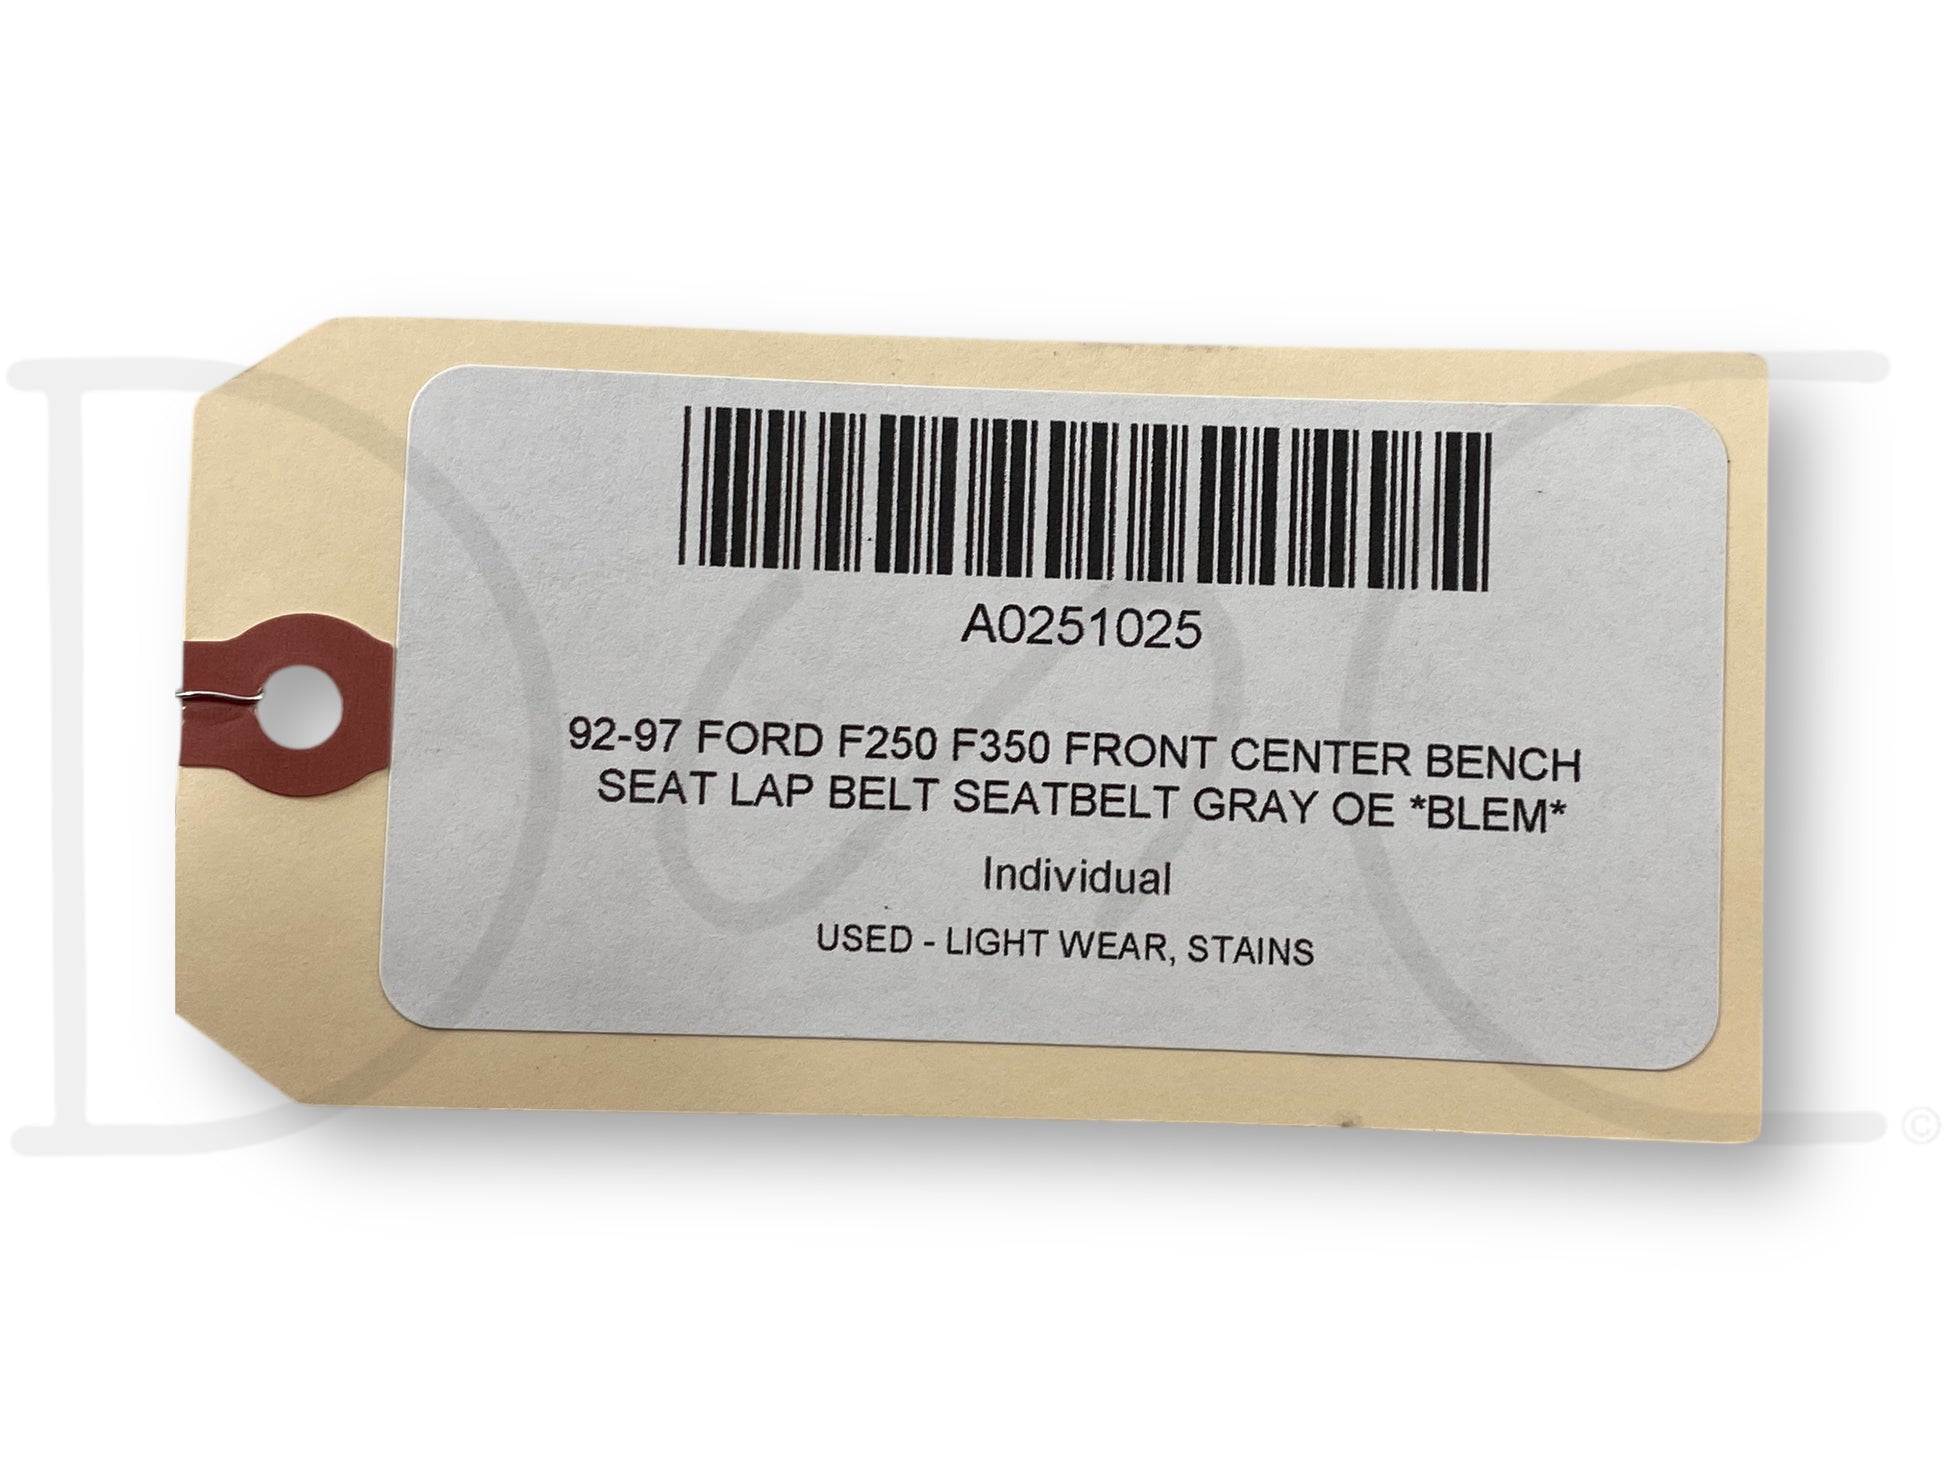 A0251025
92-97 FORD F250 F350 FRONT CENTER BENCH
SEAT LAP BELT SEATBELT GRAY OE *BLEM*
Individual
USED - LIGHT WEAR, STAINS
©